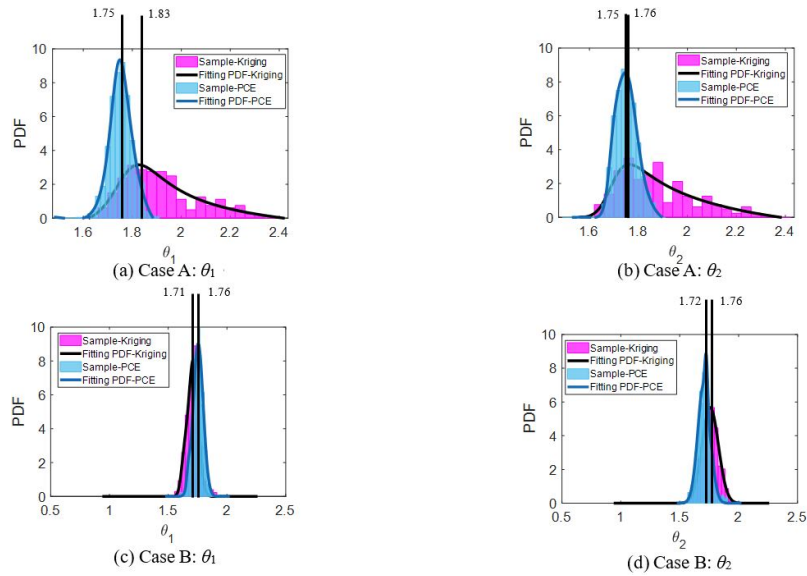 1.75 1.83
10
8
6
4
2
0
PDF
Sample-Kriging
Fitting PDF-Kriging
Sample-PCE
Fitting PDF-PCE
1.6 1.8 2 2.2 2.4
θ1
(a) Case A: θ1
1.75 1.76
10
8
6
4
2
0
PDF
Sample-Kriging
Fitting PDF-Kriging
Sample-PCE
Fitting PDF-PCE
1.5 1.75 2 2.25 2.5
θ2
(b) Case A: θ2
1.71 1.76
10
8
6
4
2
0
PDF
Sample-Kriging
Fitting PDF-Kriging
Sample-PCE
Fitting PDF-PCE
0.5 1 1.5 2 2.5
θ1
(c) Case B: θ1
1.72 1.76
10
8
6
4
2
0
PDF
Sample-Kriging
Fitting PDF-Kriging
Sample-PCE
Fitting PDF-PCE
0.5 1 1.5 2 2.5
θ2
(d) Case B: θ2